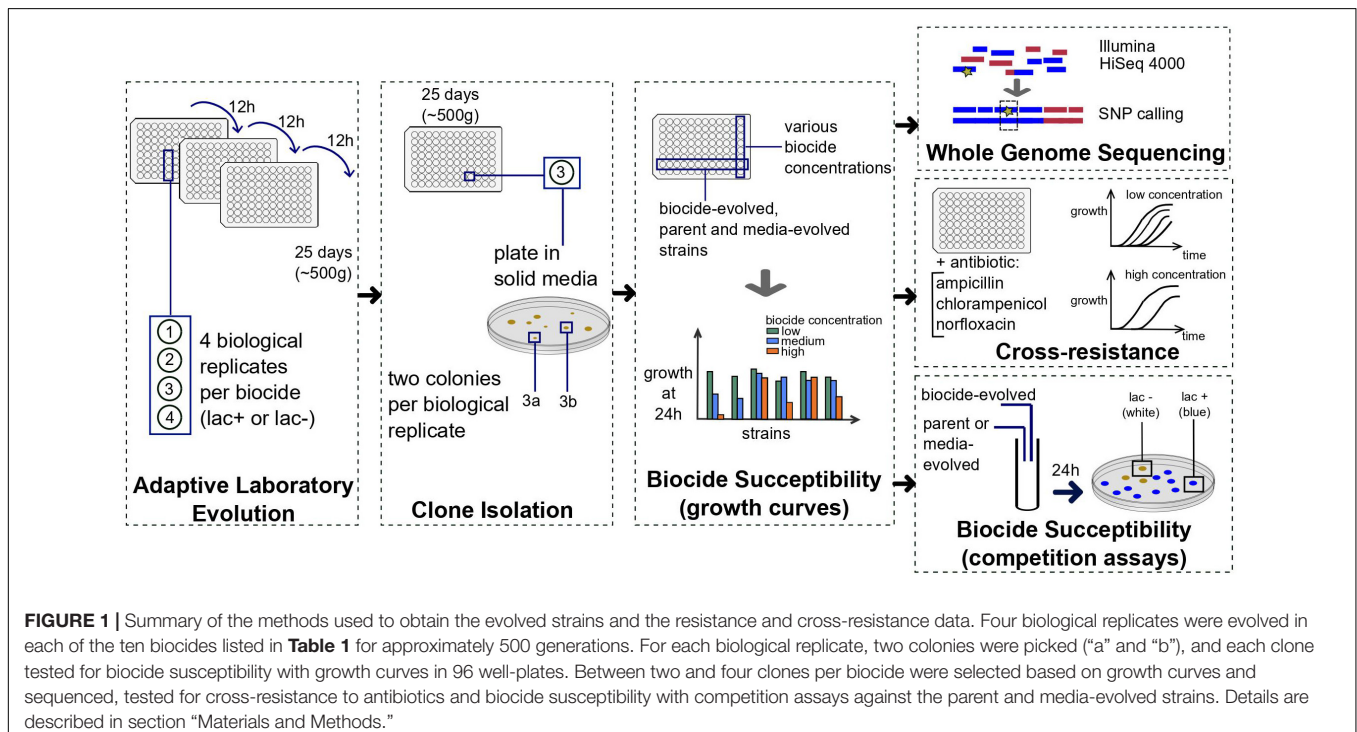 12h
12h
12h
25 days
(~500g)
1
2
3
4
4 biological
replicates
per biocide
(lac+ or lac-)
Adaptive Laboratory
Evolution
25 days
(~500g)
3
plate in
solid media
two colonies
per biological
replicate
3a
3b
Clone Isolation
various
biocide
concentrations
biocide-evolved,
parent and media-evolved
strains
biocide concentration
low
medium
high
growth
at
24h
strains
Biocide Susceptibility
(growth curves)
Illumina
HiSeq 4000
SNP calling
Whole Genome Sequencing
+ antibiotic:
ampicillin
chlorampenicol
norfloxacin
low concentration
growth
time
high concentration
growth
time
Cross-resistance
biocide-evolved
parent or
media-
evolved
24h
lac -
(white)
lac +
(blue)
Biocide Susceptibility
(competition assays)
FIGURE 1 | Summary of the methods used to obtain the evolved strains and the resistance and cross-resistance data. Four biological replicates were evolved in
each of the ten biocides listed in Table 1 for approximately 500 generations. For each biological replicate, two colonies were picked (“a” and “b”), and each clone
tested for biocide susceptibility with growth curves in 96 well-plates. Between two and four clones per biocide were selected based on growth curves and
sequenced, tested for cross-resistance to antibiotics and biocide susceptibility with competition assays against the parent and media-evolved strains. Details are
described in section “Materials and Methods.”